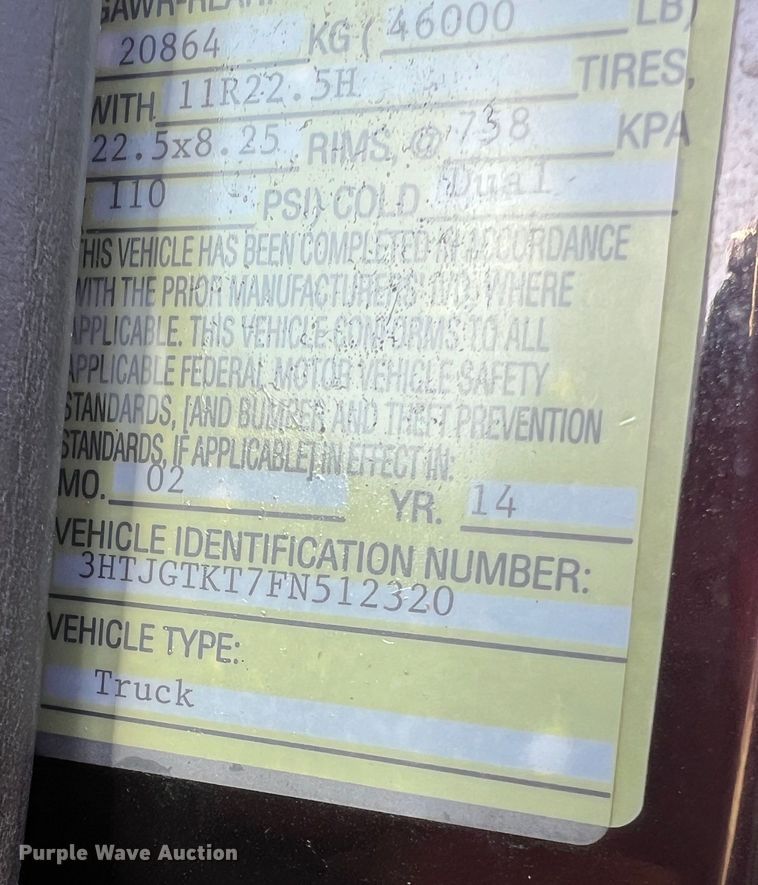 GAWR-REAR:
20864 KG ( 46000 LB)
WITH 11R22.5H TIRES,
22.5x8.25 RIMS, @ 758 KPA
110 PSI) COLD Dual
THIS VEHICLE HAS BEEN COMPLETED IN ACCORDANCE
WITH THE PRIOR MANUFACTURERS' WHERE
APPLICABLE. THIS VEHICLE CONFORMS TO ALL
APPLICABLE FEDERAL MOTOR VEHICLE SAFETY
STANDARDS, [AND BUMPER AND THEFT PREVENTION
STANDARDS, IF APPLICABLE] IN EFFECT IN:
MO. 02 YR. 14
VEHICLE IDENTIFICATION NUMBER:
3HTJGTKT7FN512320
VEHICLE TYPE:
Truck
Purple Wave Auction